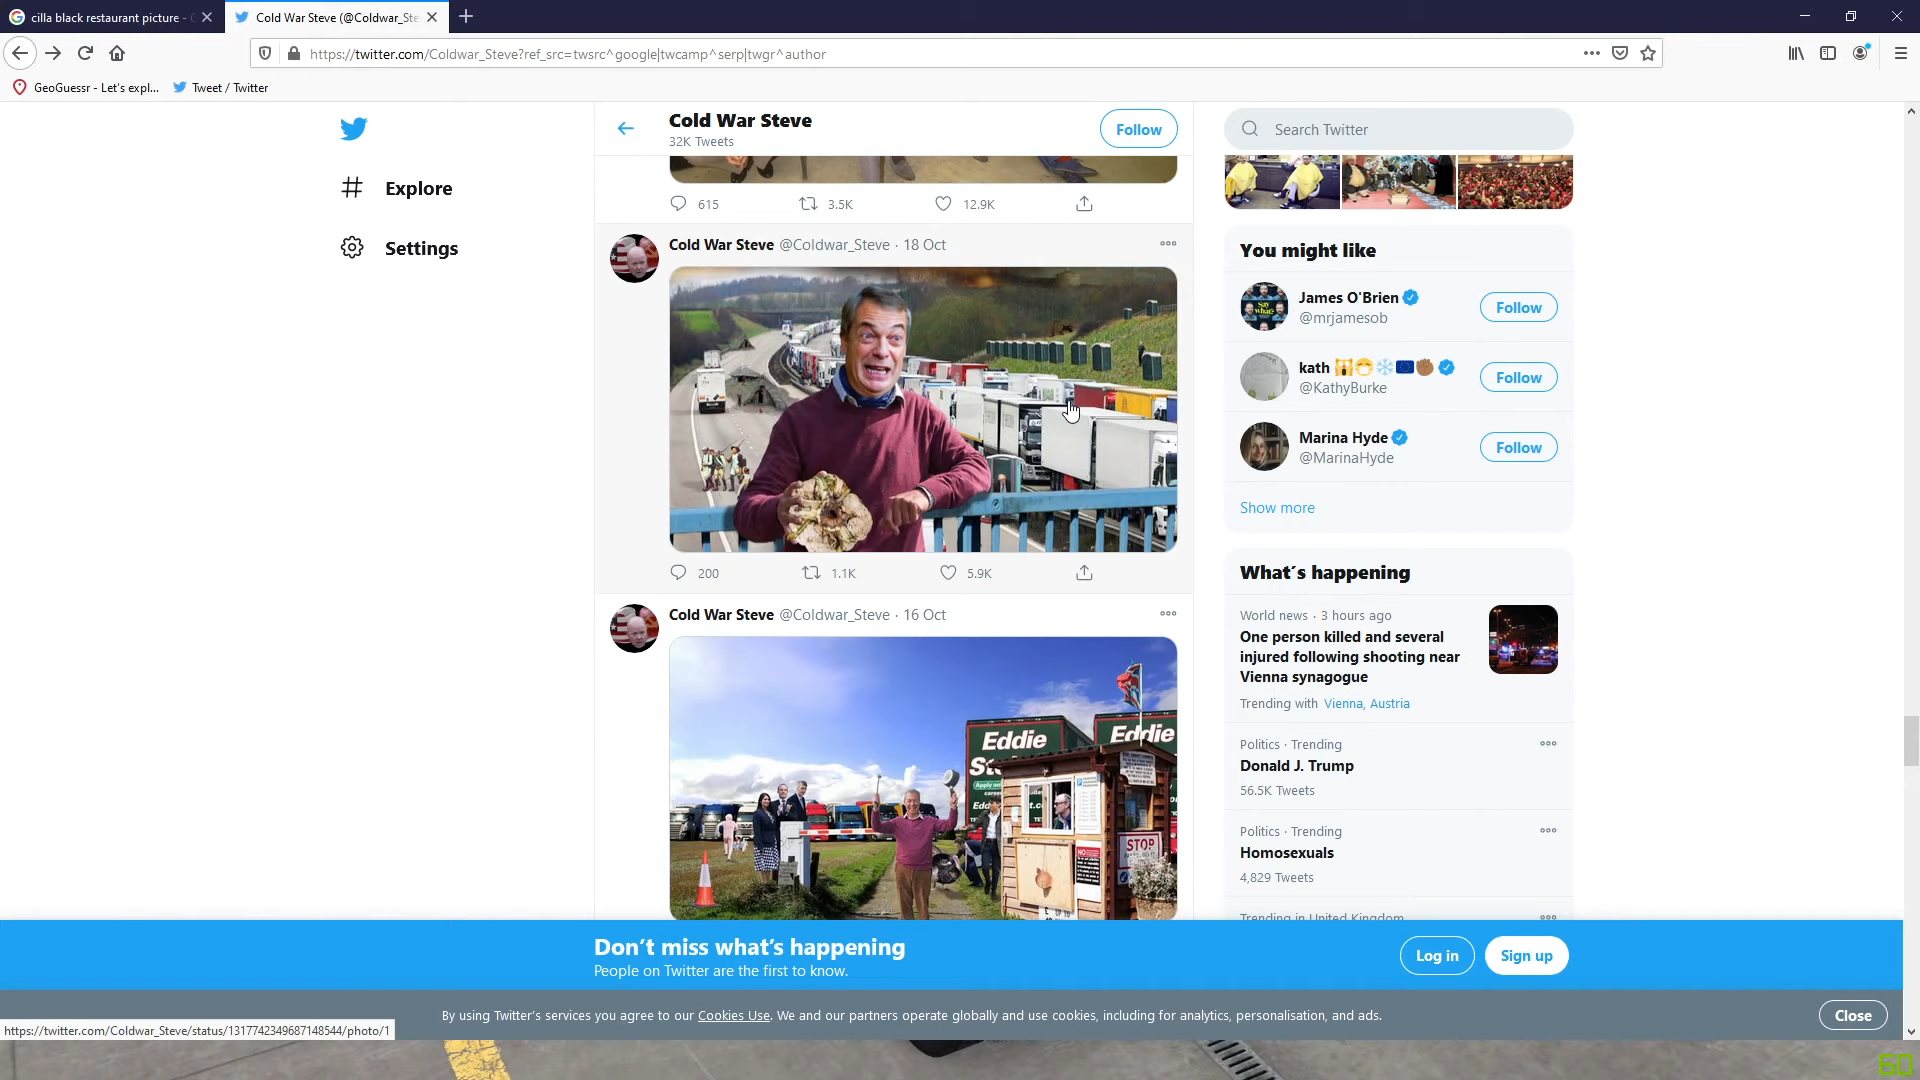 cilla black restaurant picture -
Cold War Steve (@Coldwar_Ste
https://twitter.com/Coldwar_Steve?ref_src=twsrc^google|twcamp^serp|twgr^author
GeoGuessr - Let's expl...
Tweet / Twitter
Explore
Settings
Cold War Steve
32K Tweets
Follow
615
3.5K
12.9K
Cold War Steve @Coldwar_Steve · 18 Oct
200
1.1K
5.9K
Cold War Steve @Coldwar_Steve · 16 Oct
Eddie
Eddie
STOP
Search Twitter
You might like
James O'Brien
@mrjamesob
Follow
kath
@KathyBurke
Follow
Marina Hyde
@MarinaHyde
Follow
Show more
What's happening
World news · 3 hours ago
One person killed and several
injured following shooting near
Vienna synagogue
Trending with Vienna, Austria
Politics · Trending
Donald J. Trump
56.5K Tweets
Politics · Trending
Homosexuals
4,829 Tweets
Trending in United Kingdom
Don't miss what's happening
People on Twitter are the first to know.
Log in
Sign up
By using Twitter's services you agree to our Cookies Use. We and our partners operate globally and use cookies, including for analytics, personalisation, and ads.
Close
https://twitter.com/Coldwar_Steve/status/1317742349687148544/photo/1
60